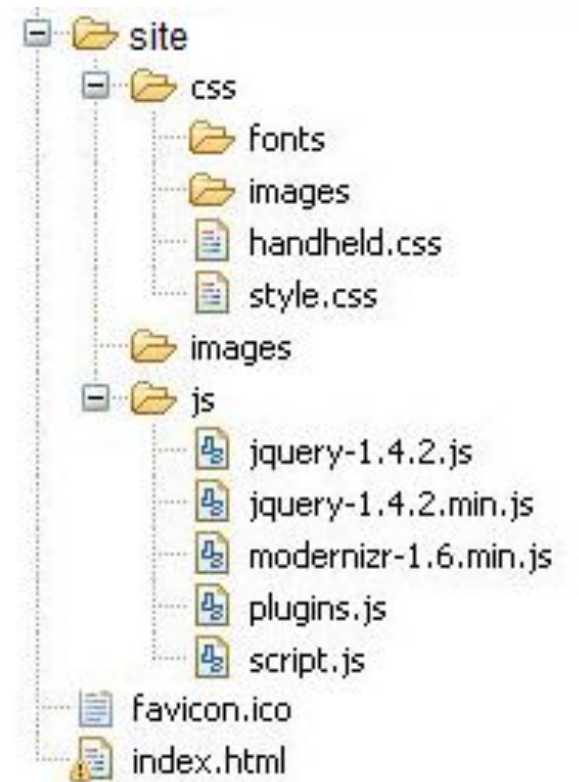 site
css
fonts
images
handheld.css
style.css
images
js
jquery-1.4.2.js
jquery-1.4.2.min.js
modernizr-1.6.min.js
plugins.js
script.js
favicon.ico
index.html